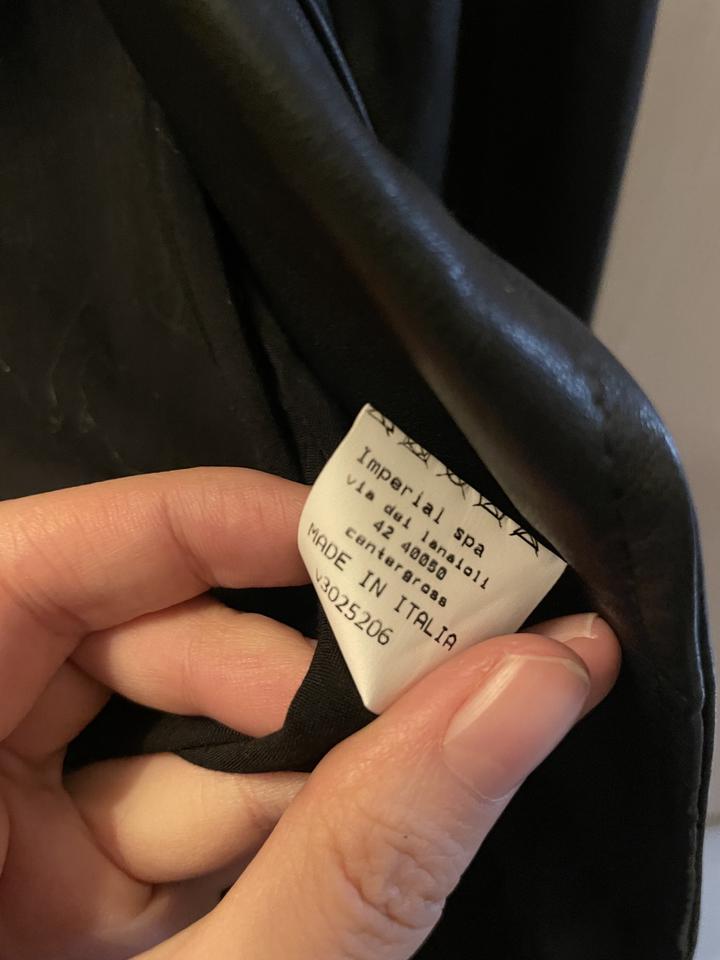 Imperial spa
via dei lanaioli
42 40050
centergross
MADE IN ITALIA
v3025206